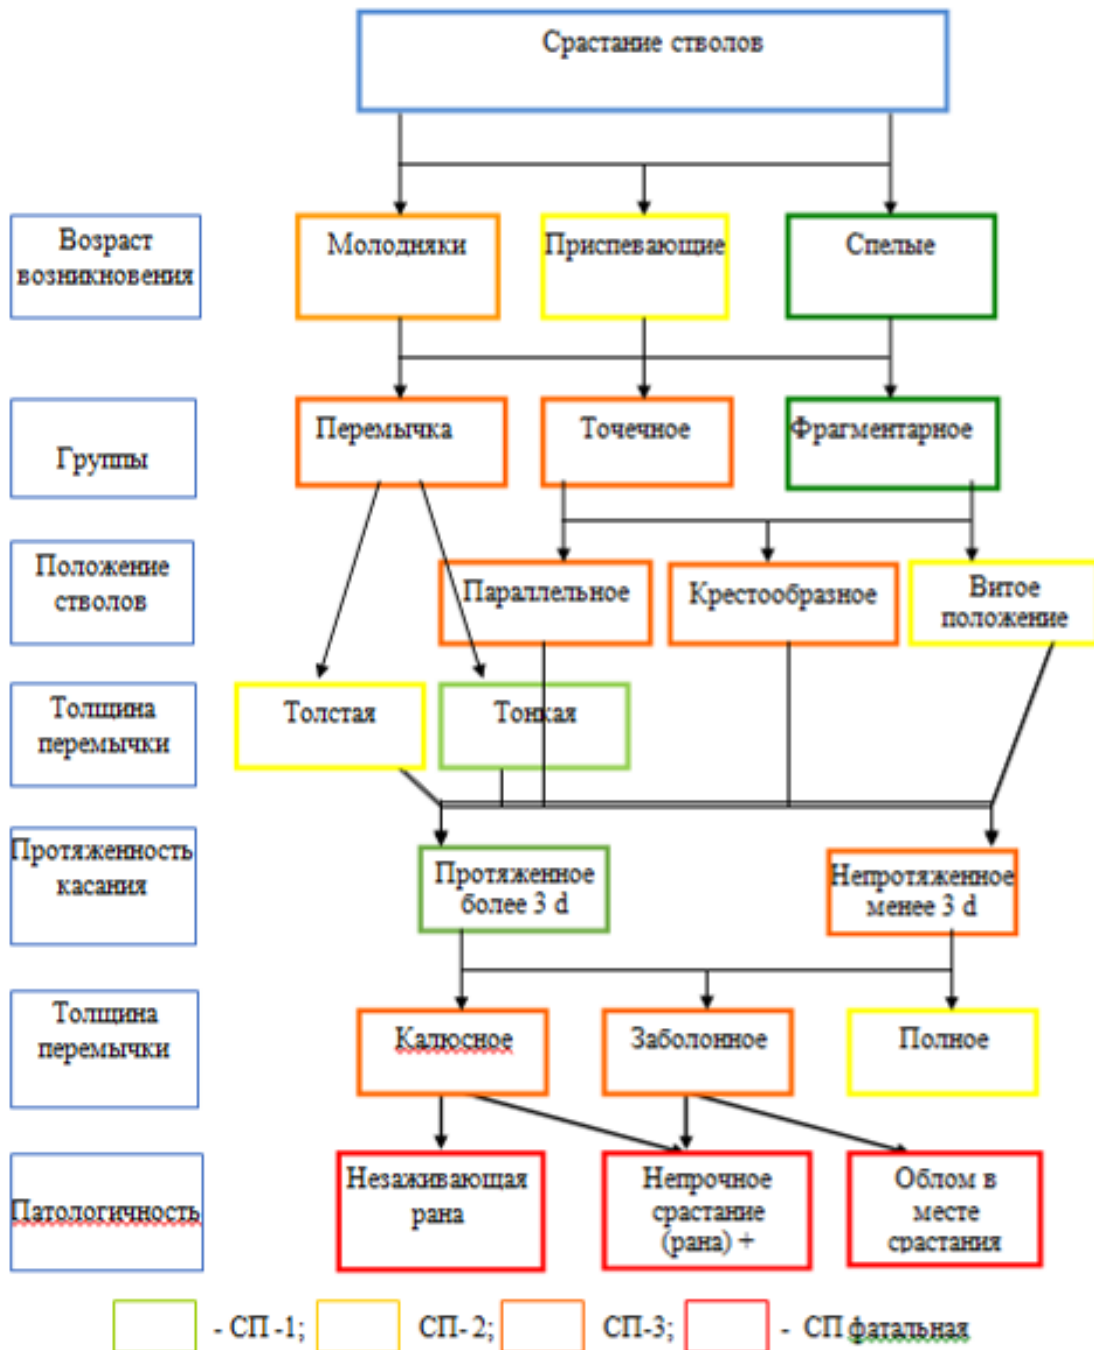 Срастание стволов
Возраст
возникновения
Молодняки
Приспевающие
Спелые
Группы
Перемычка
Точечное
Фрагментарное
Положение
стволов
Параллельное
Крестообразное
Витое
положение
Толщина
перемычки
Толстая
Тонкая
Протяженность
касания
Протяженное
более 3 d
Непротяженное
менее 3 d
Толщина
перемычки
Калюсное
Заболонное
Полное
Патологичность
Незаживающая
рана
Непрочное
срастание
(рана) +
Облом в
месте
срастания
- СП -1; СП- 2; СП-3; - СП фатальная